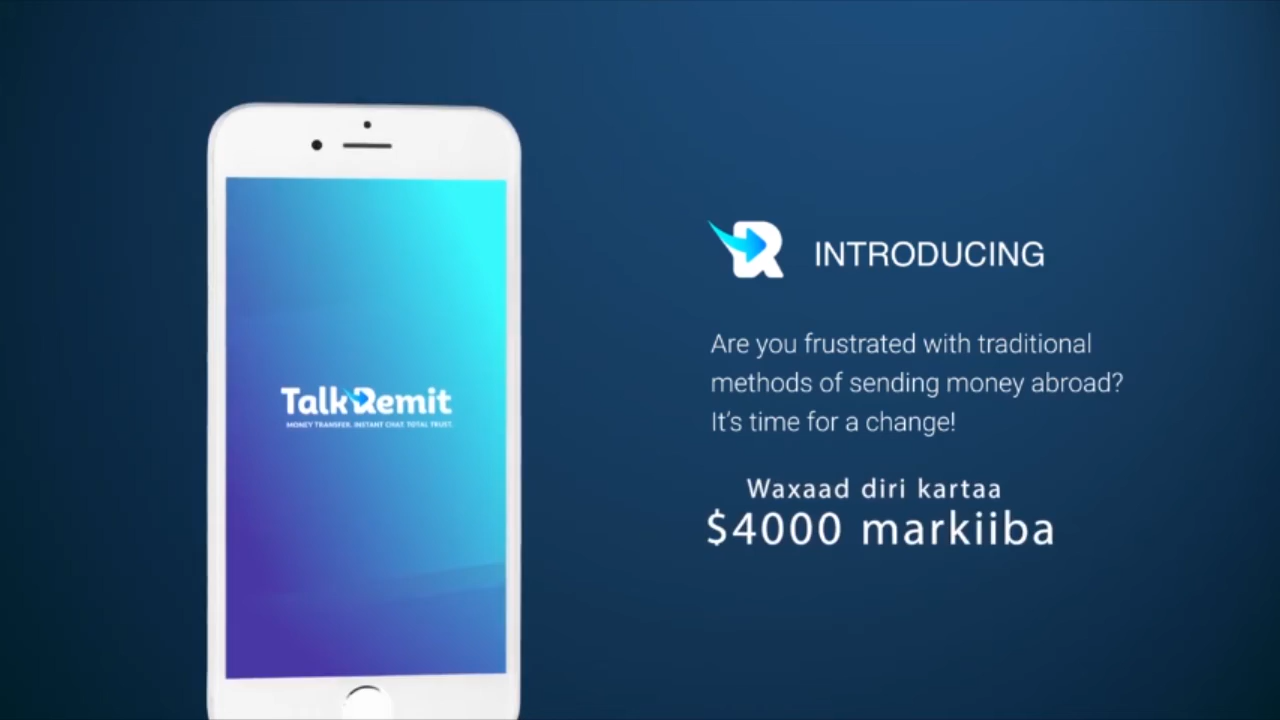 INTRODUCING
Are you frustrated with traditional
methods of sending money abroad?
It's time for a change!
Waxaad diri kartaa
$4000 markiiba
TalkRemit
MONEY TRANSFER. INSTANT CHAT. TOTAL TRUST.